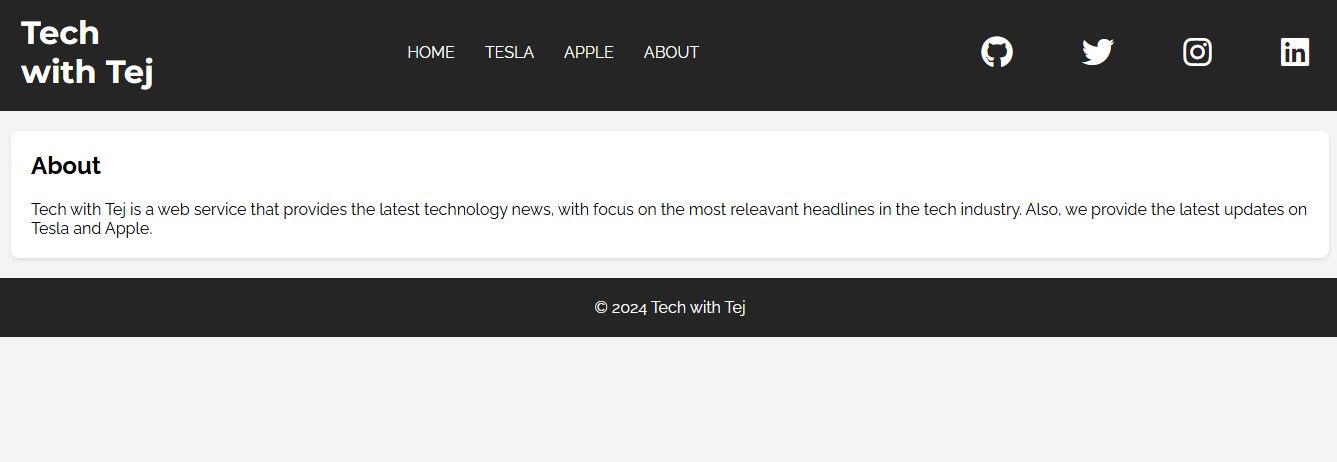 Tech
with Tej
HOME TESLA APPLE ABOUT
About
Tech with Tej is a web service that provides the latest technology news, with focus on the most releavant headlines in the tech industry. Also, we provide the latest updates on
Tesla and Apple.
© 2024 Tech with Tej